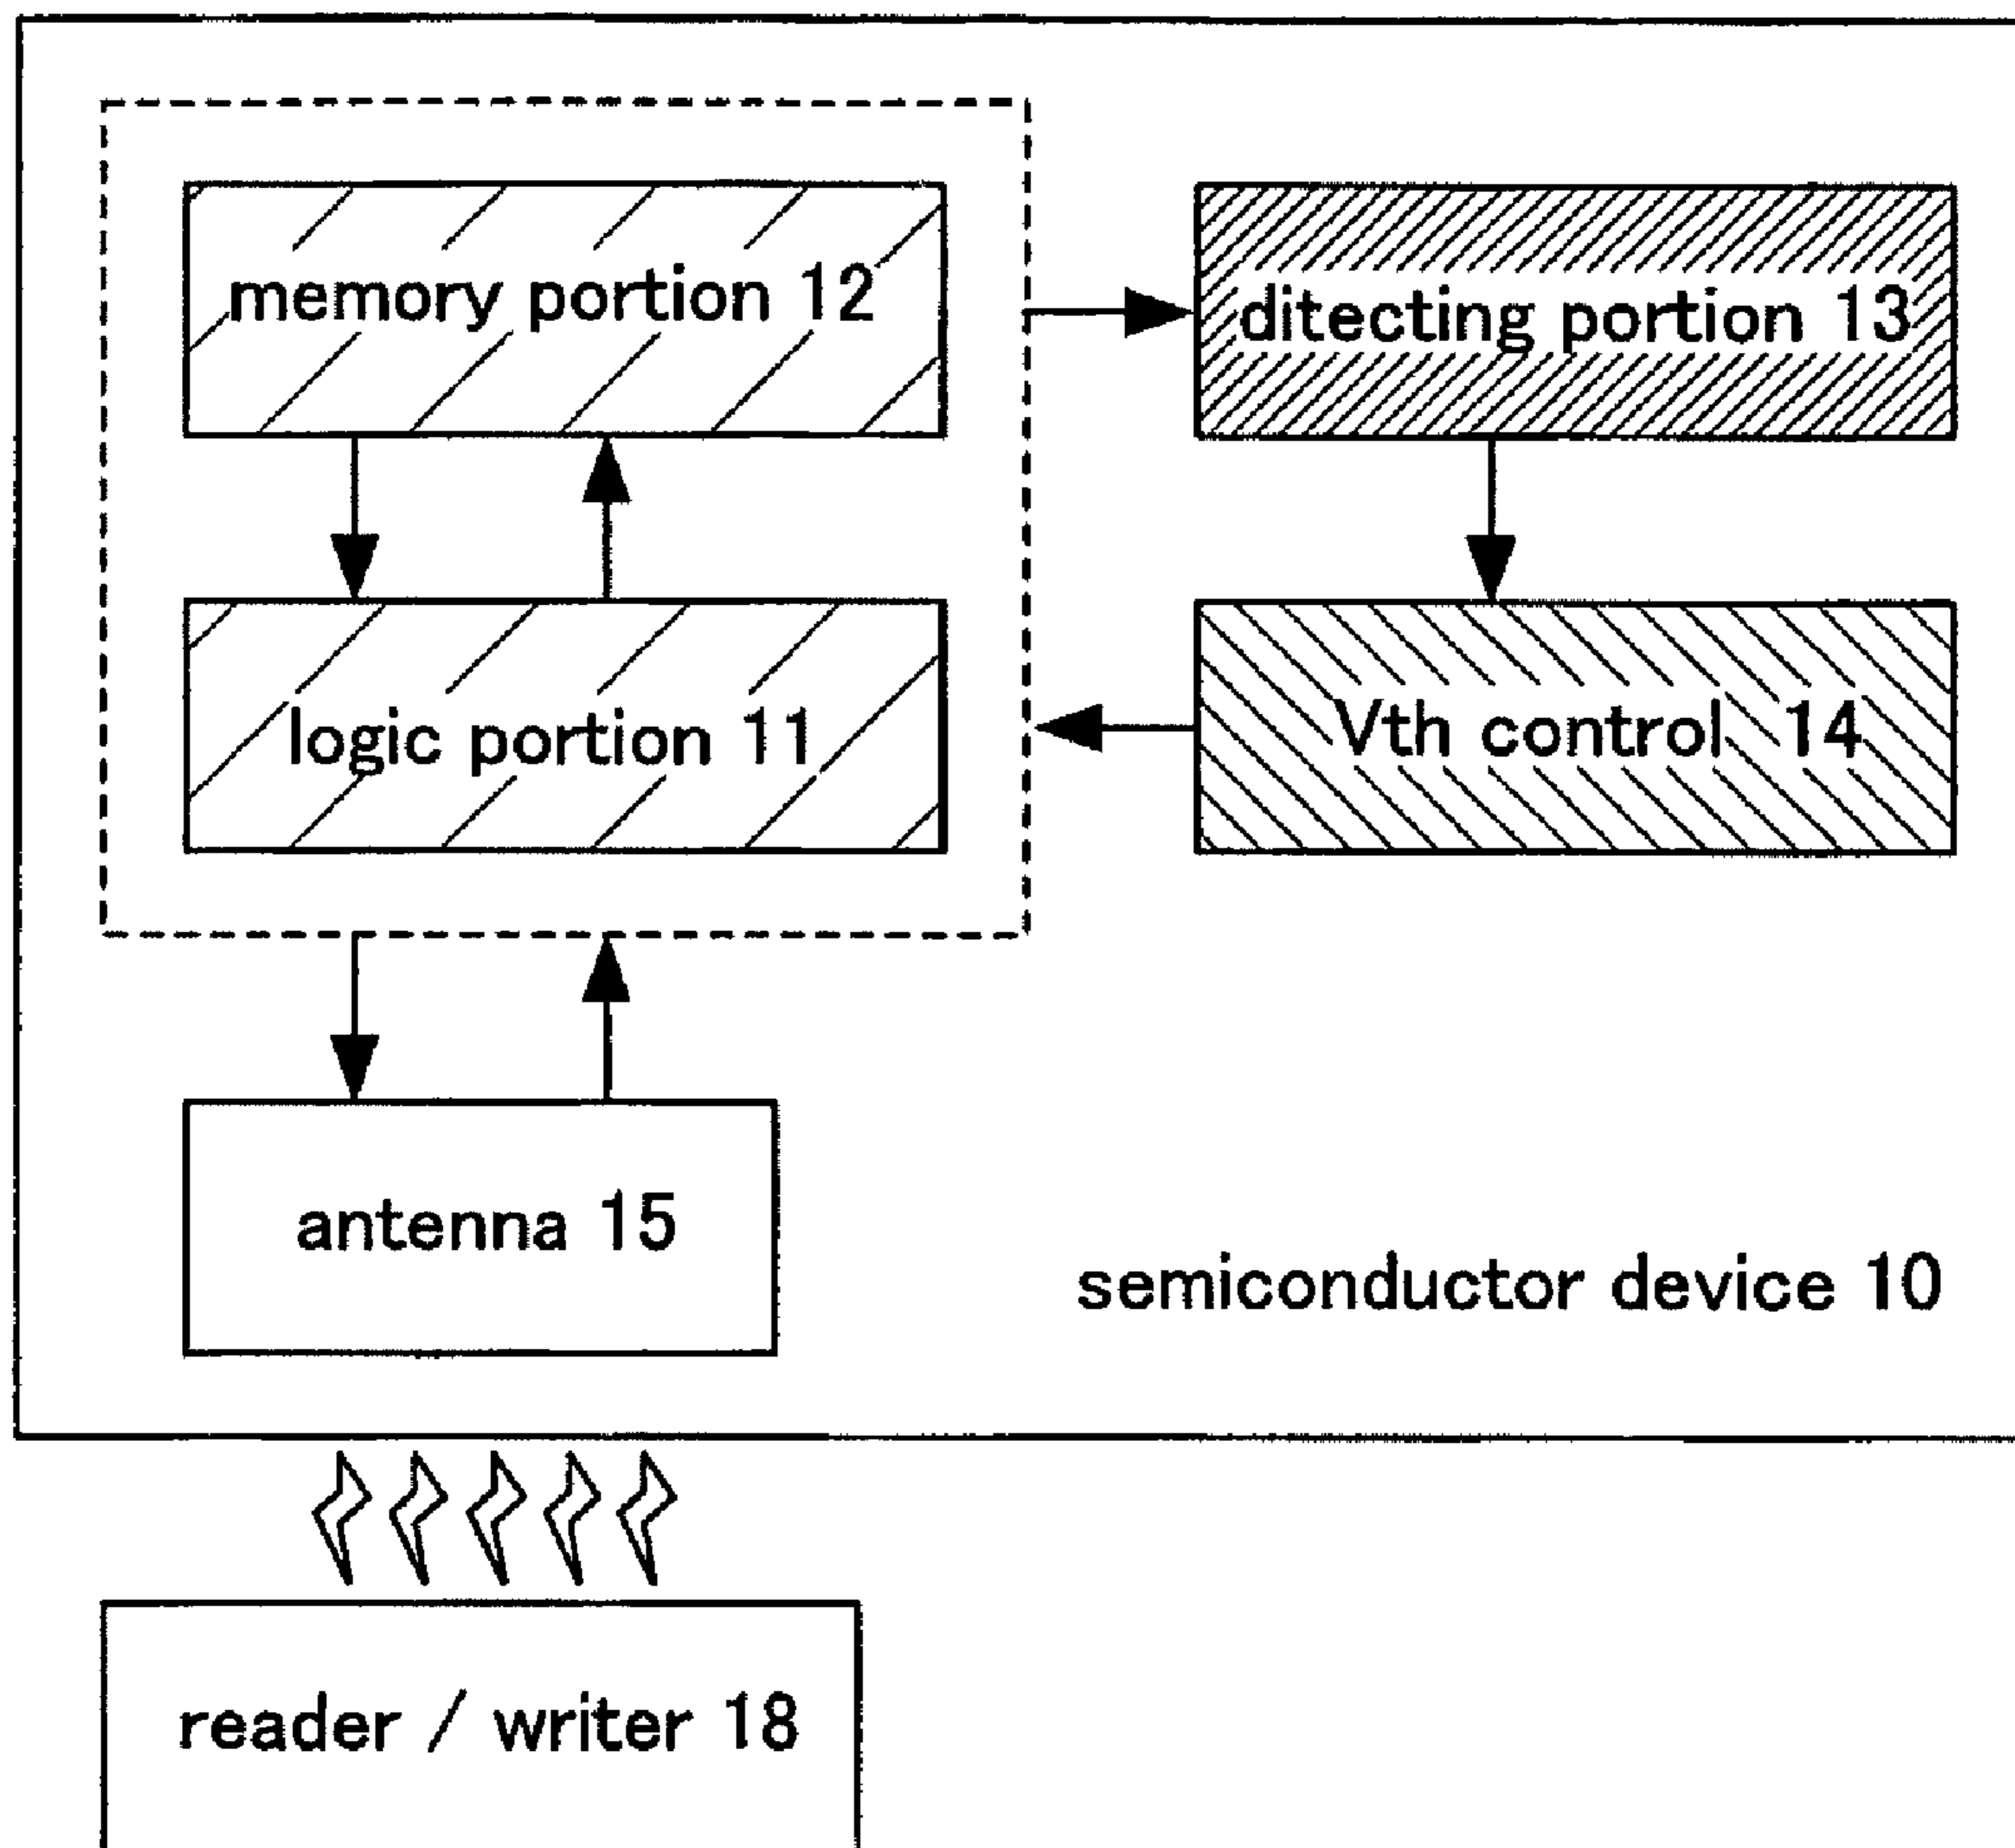 memory portion 12
ditecting portion 13
logic portion 11
Vth control 14
antenna 15
semiconductor device 10
reader / writer 18